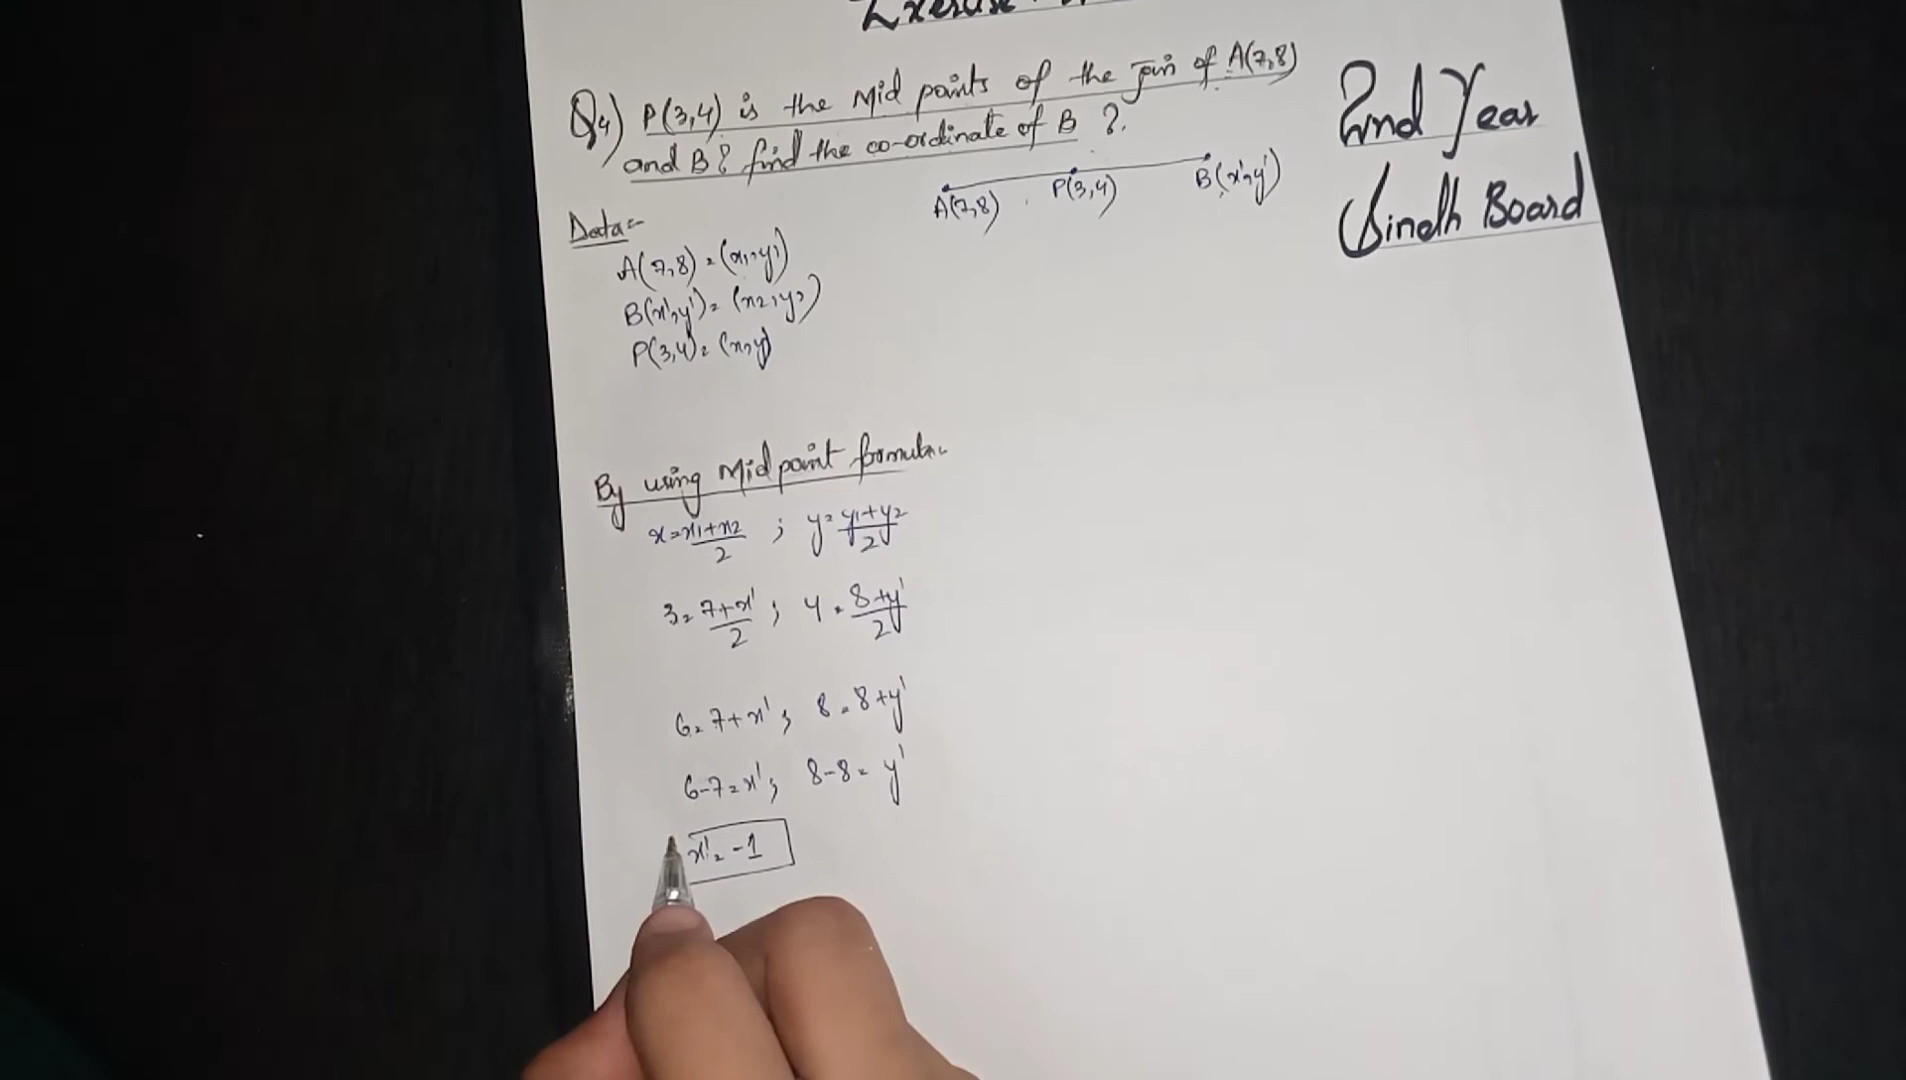 Exercise
Q4) P(3,4) is the Mid points of the join of A(7,8)
and B? find the co-ordinate of B ?.
A(7,8) P(3,4) B(x',y')
2nd Year
Sindh Board
Data:-
A(7,8) = (x1,y1)
B(x',y') = (x2,y2)
P(3,4) = (x,y)
By using Mid point formula:-
x = x1+x2/2 ; y = y1+y2/2
3 = 7+x'/2 ; 4 = 8+y'/2
6 = 7+x' ; 8 = 8+y'
6-7 = x' ; 8-8 = y'
x' = -1